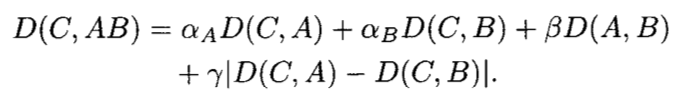 D(C, AB) = α_A D(C, A) + α_B D(C, B) + βD(A, B)
+ γ|D(C, A) − D(C, B)|.